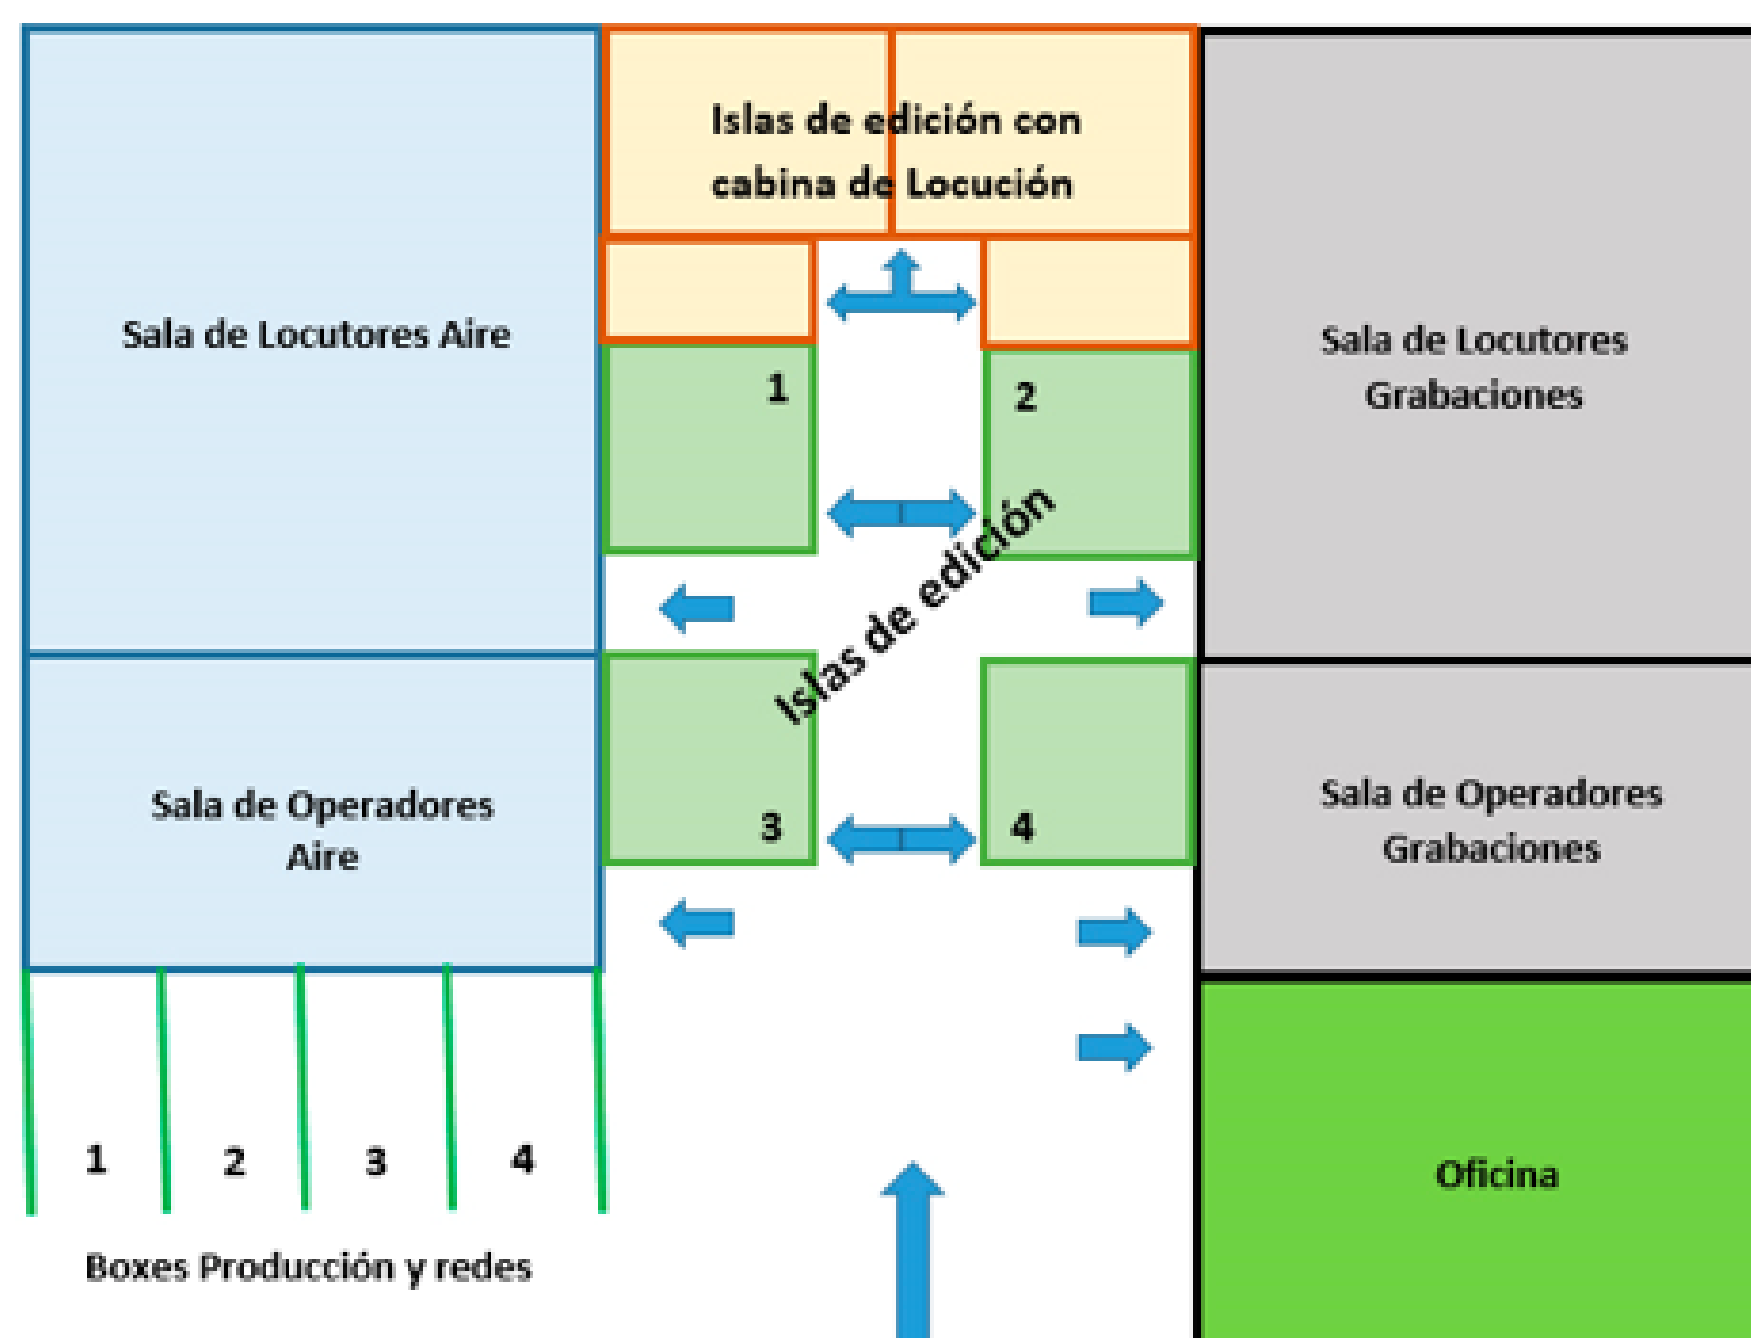 Islas de edición con
cabina de Locución
Sala de Locutores Aire
Sala de Locutores
Grabaciones
1
2
Islas de edición
3
4
Sala de Operadores
Aire
Sala de Operadores
Grabaciones
1
2
3
4
Boxes Producción y redes
Oficina